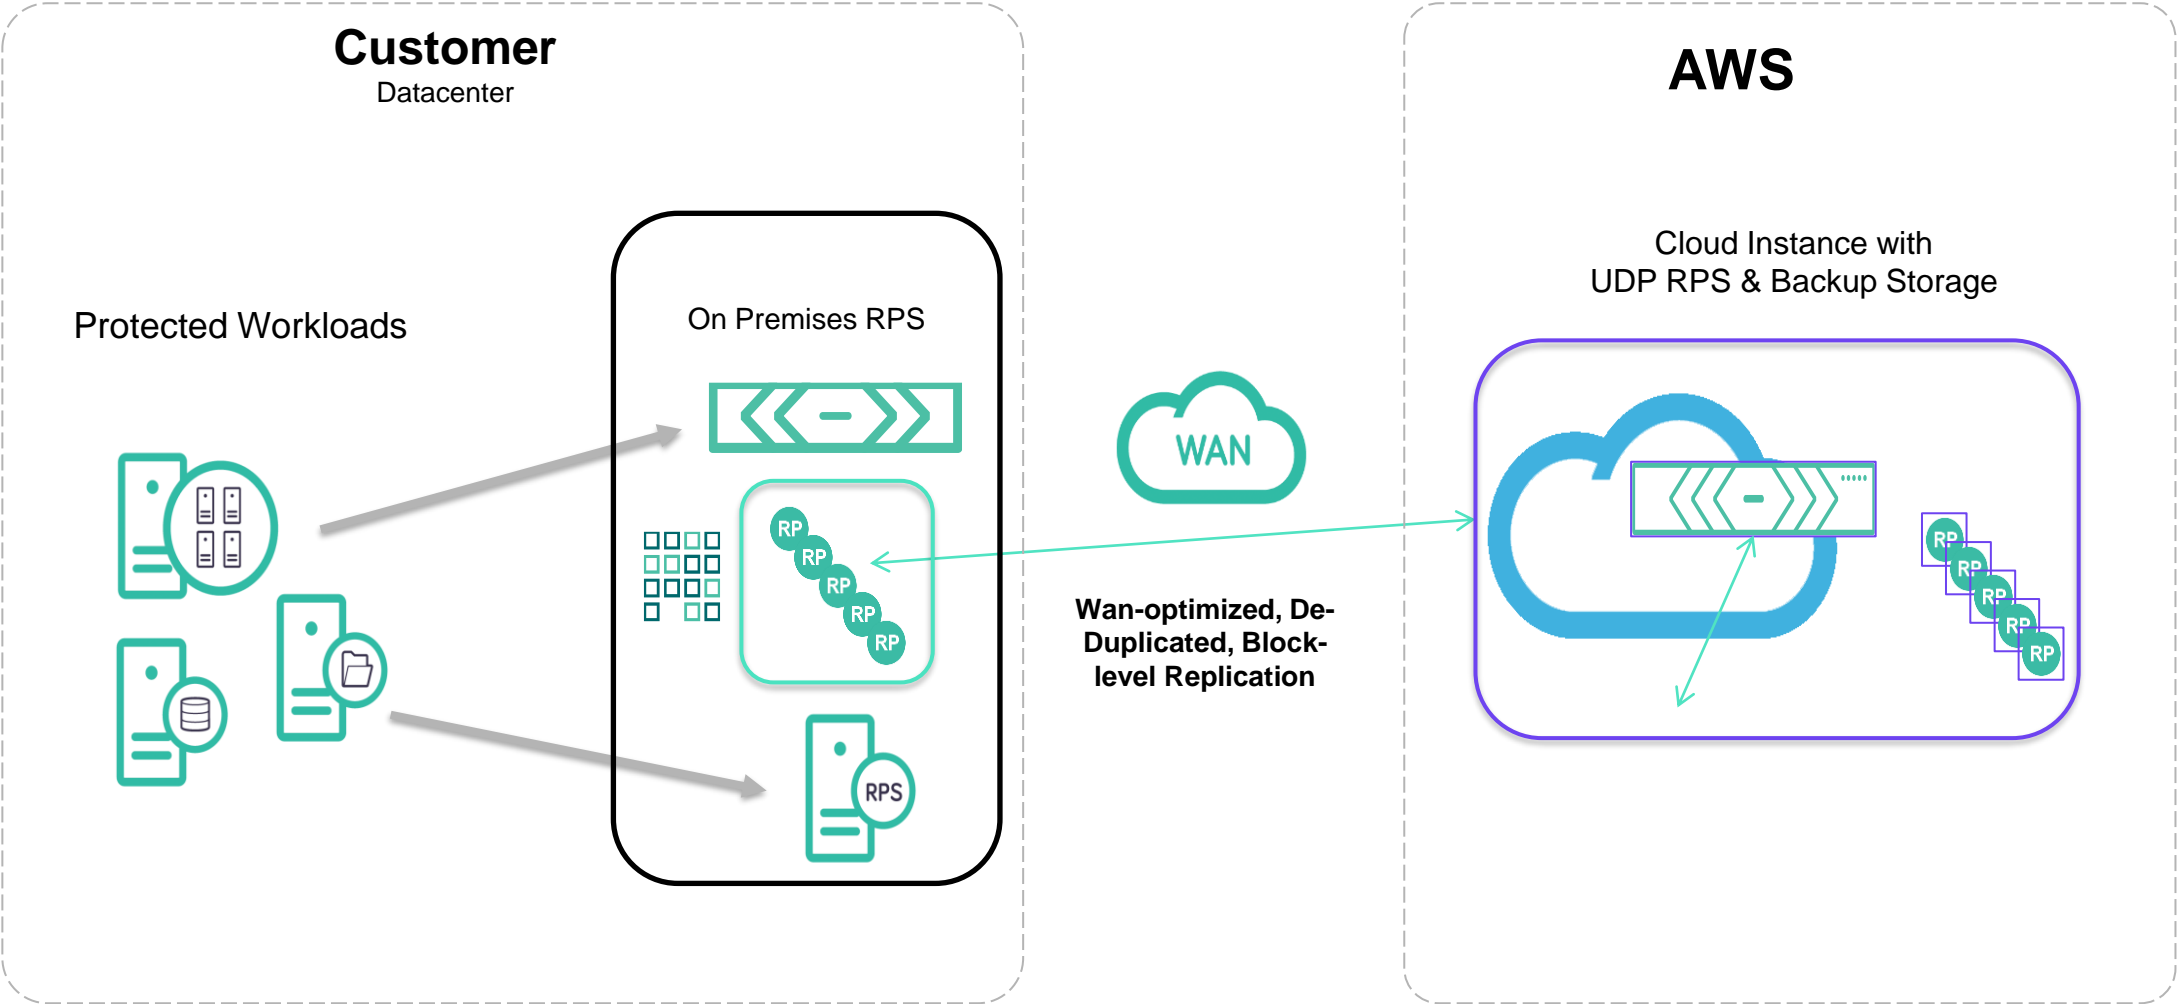 Customer
Datacenter
AWS
Protected Workloads
On Premises RPS
RP
RP
RP
RP
RP
RPS
WAN
Wan-optimized, De-
Duplicated, Block-
level Replication
Cloud Instance with
UDP RPS & Backup Storage
RP
RP
RP
RP
RP